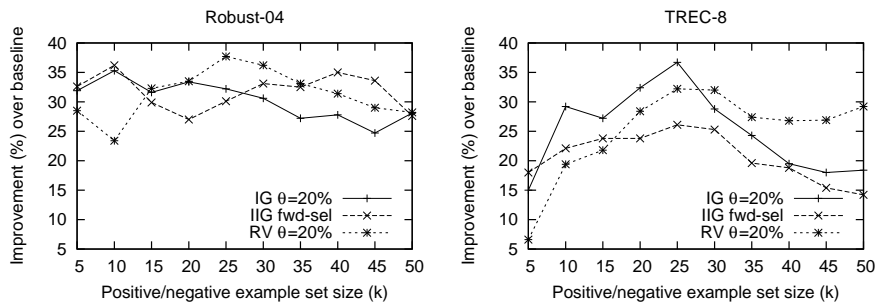 Robust-04
Improvement (%) over baseline
40
35
30
25
20
15
10
5
IG θ=20%
IIG fwd-sel
RV θ=20%
5 10 15 20 25 30 35 40 45 50
Positive/negative example set size (k)
TREC-8
Improvement (%) over baseline
40
35
30
25
20
15
10
5
IG θ=20%
IIG fwd-sel
RV θ=20%
5 10 15 20 25 30 35 40 45 50
Positive/negative example set size (k)